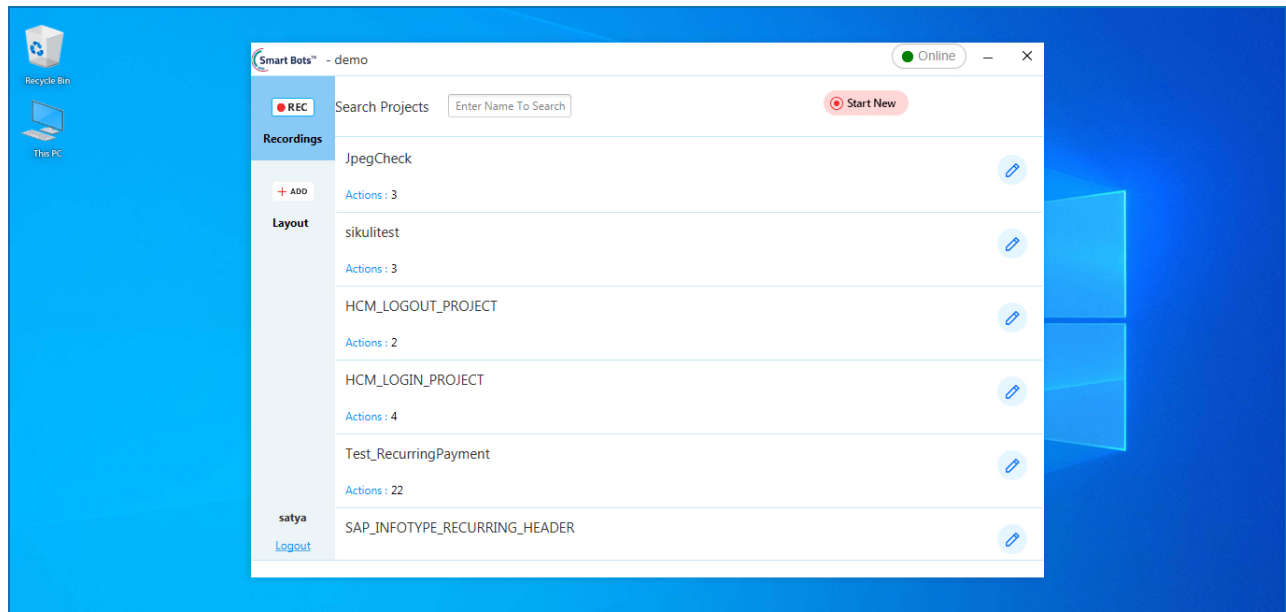 Recycle Bin
This PC
Smart Bots™ - demo
Online
REC
Recordings
Search Projects
Enter Name To Search
Start New
+ ADD
Layout
JpegCheck
Actions : 3
sikulitest
Actions : 3
HCM_LOGOUT_PROJECT
Actions : 2
HCM_LOGIN_PROJECT
Actions : 4
Test_RecurringPayment
Actions : 22
SAP_INFOTYPE_RECURRING_HEADER
satya
Logout